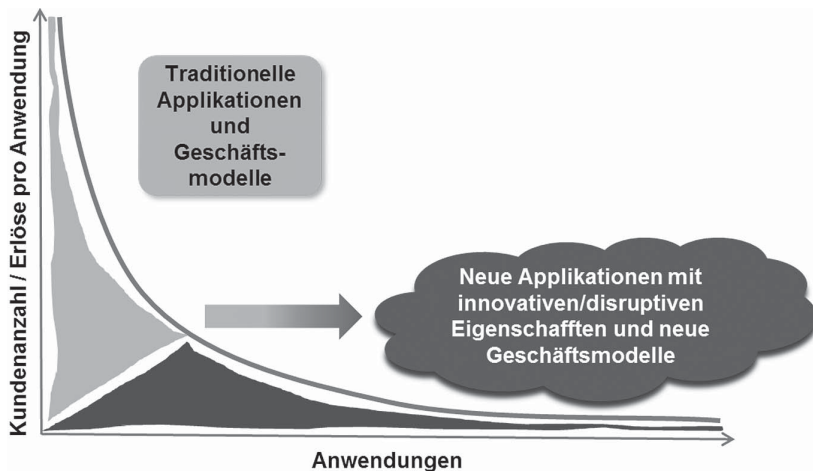 Kundenanzahl / Erlöse pro Anwendung
Traditionelle
Applikationen
und
Geschäfts-
modelle
Neue Applikationen mit
innovativen/disruptiven
Eigenschafften und neue
Geschäftsmodelle
Anwendungen